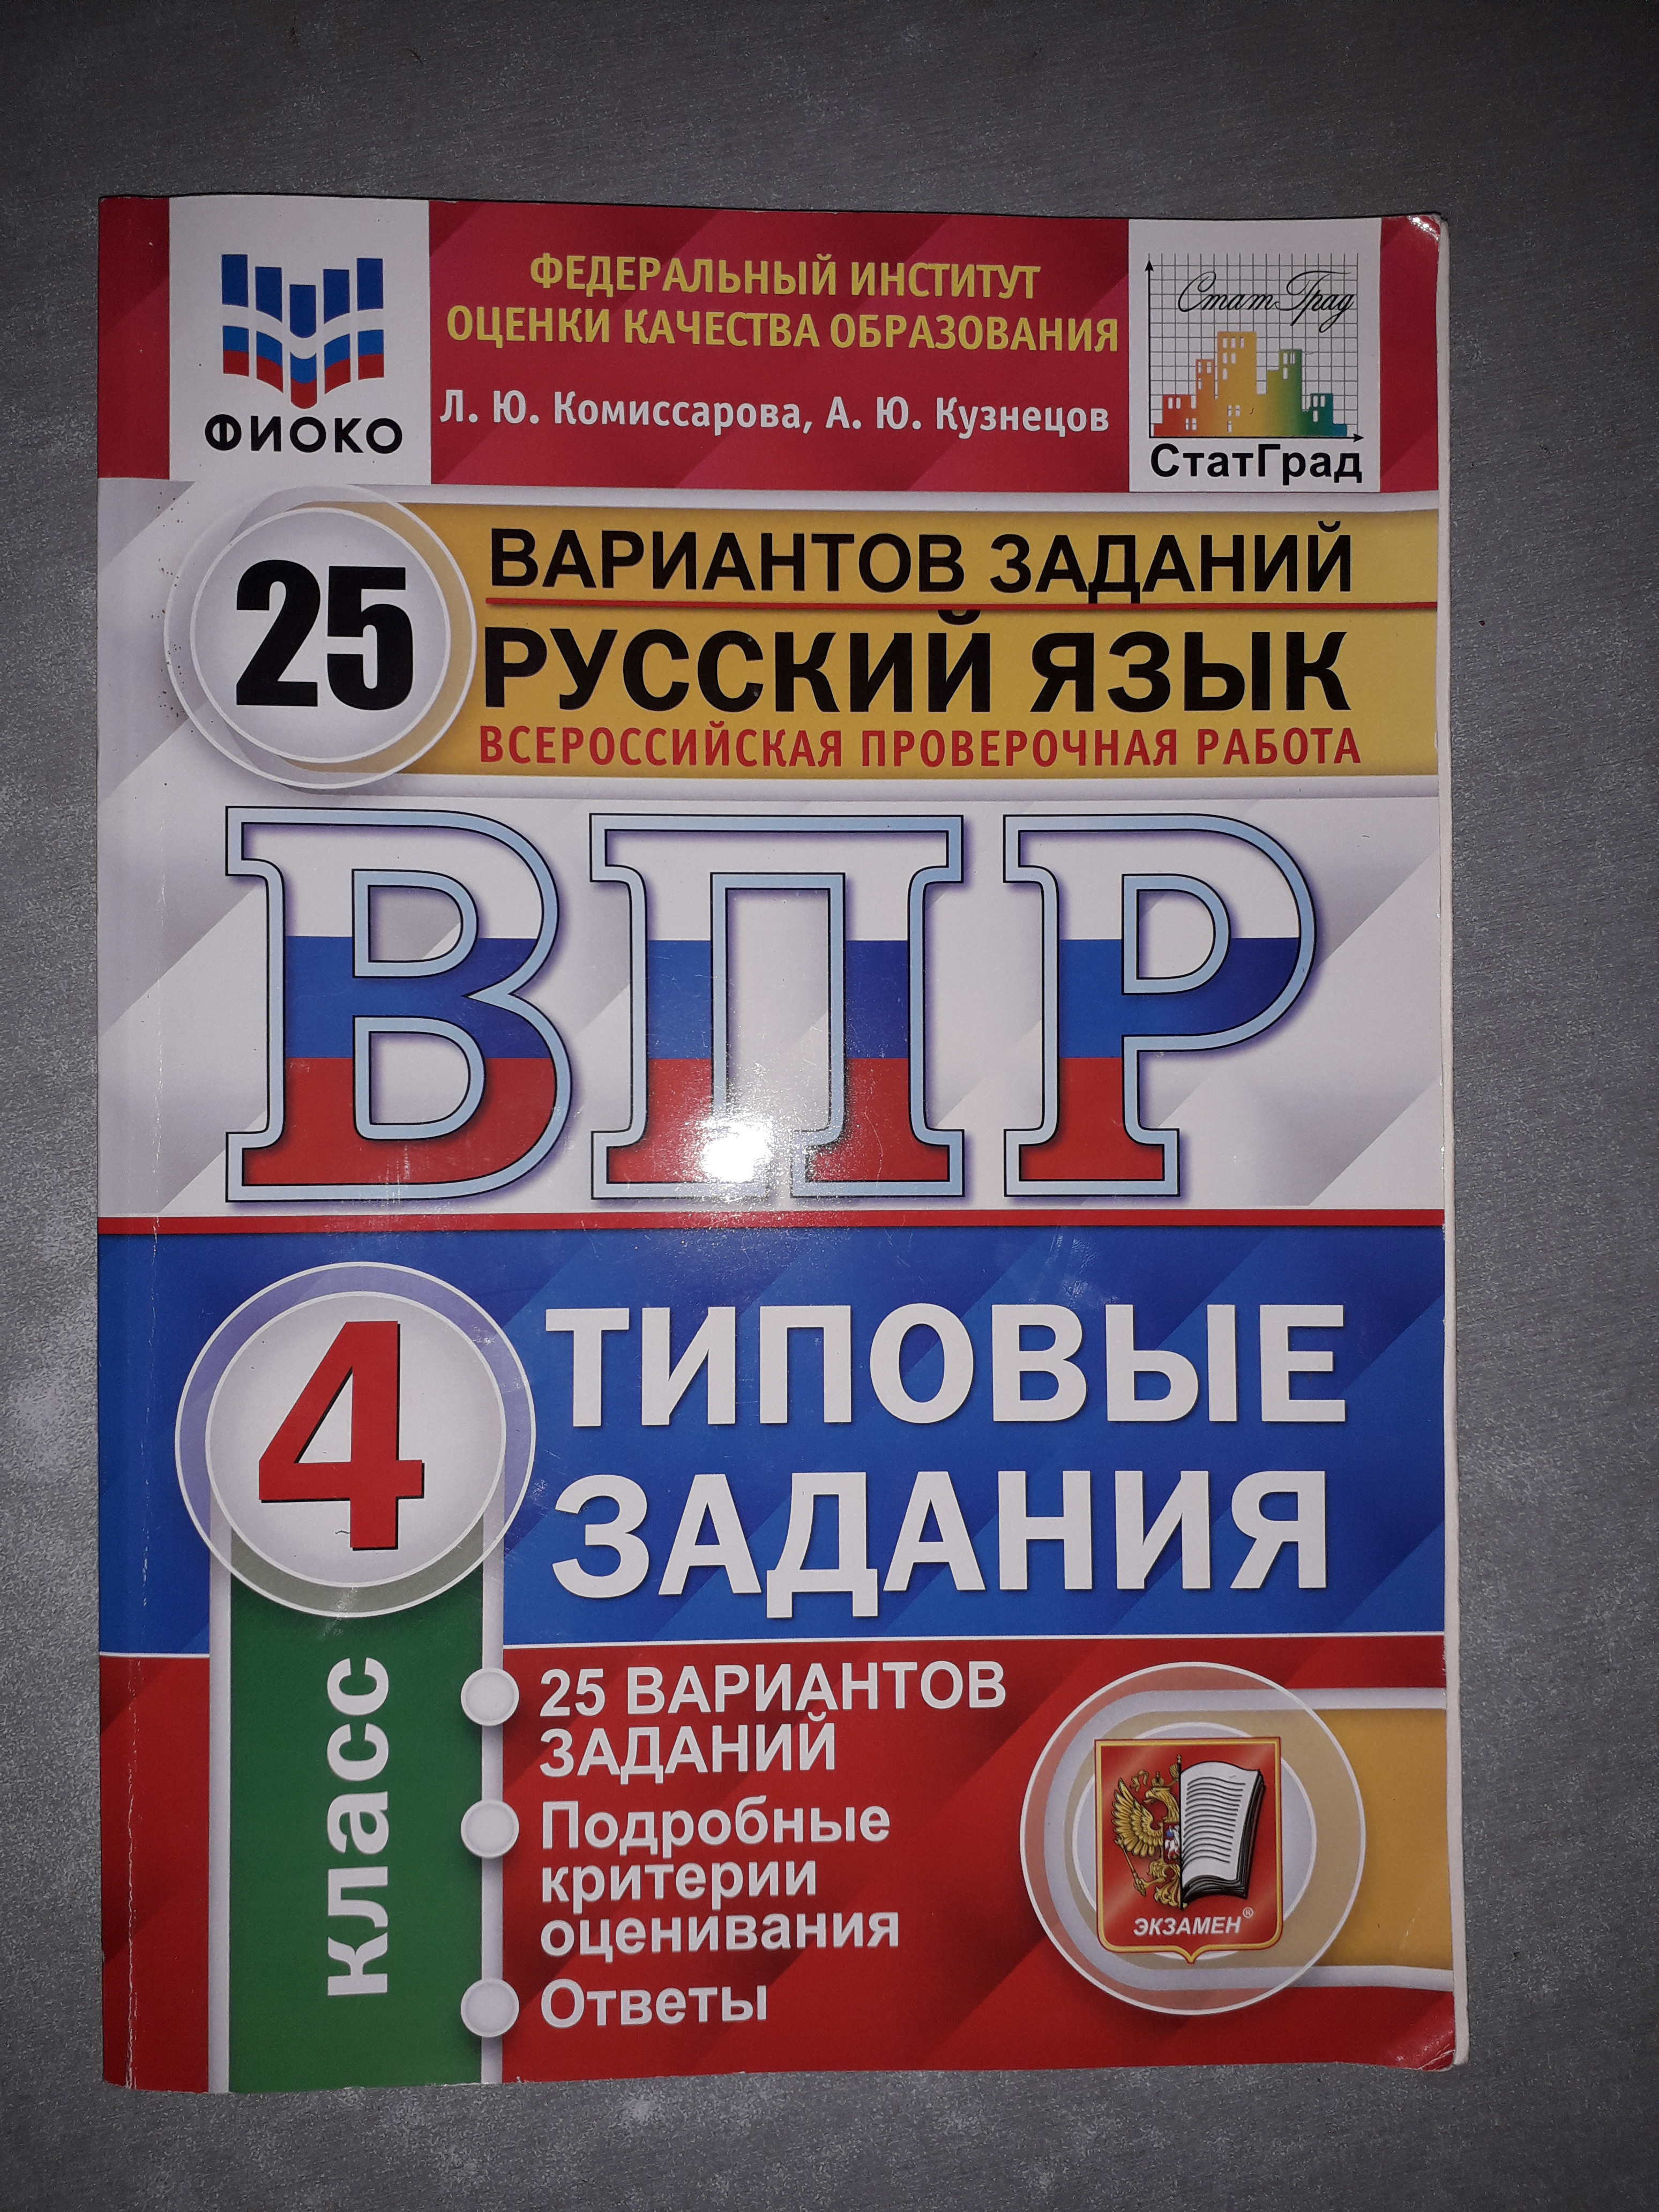 ФЕДЕРАЛЬНЫЙ ИНСТИТУТ
ОЦЕНКИ КАЧЕСТВА ОБРАЗОВАНИЯ
Л. Ю. Комиссарова, А. Ю. Кузнецов
ФИОКО
СтатГрад
СтатГрад
25
ВАРИАНТОВ ЗАДАНИЙ
РУССКИЙ ЯЗЫК
ВСЕРОССИЙСКАЯ ПРОВЕРОЧНАЯ РАБОТА
ВПР
4
класс
ТИПОВЫЕ
ЗАДАНИЯ
25 ВАРИАНТОВ
ЗАДАНИЙ
Подробные
критерии
оценивания
Ответы
ЭКЗАМЕН®